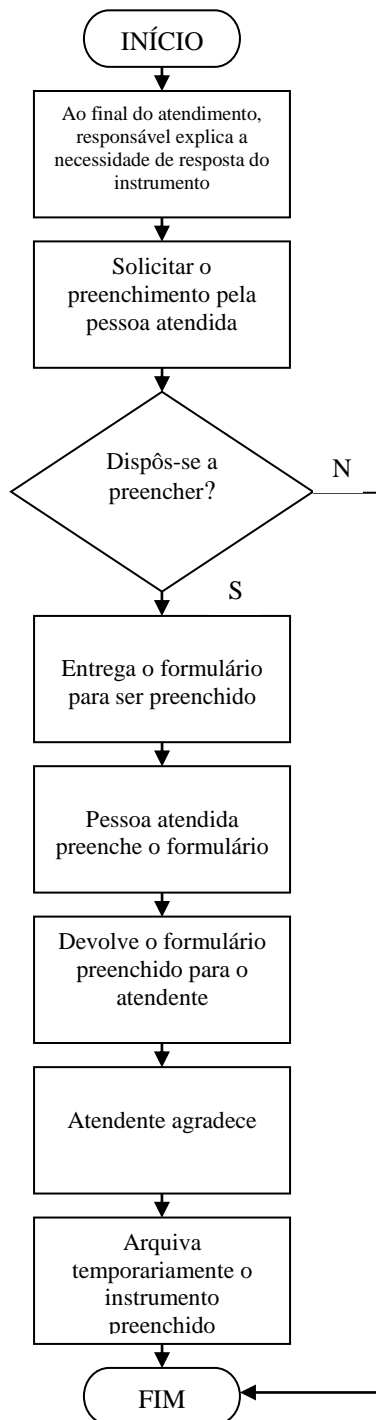 INÍCIO
Ao final do atendimento,
responsável explica a
necessidade de resposta do
instrumento
Solicitar o
preenchimento pela
pessoa atendida
Dispôs-se a
preencher?
N
S
Entrega o formulário
para ser preenchido
Pessoa atendida
preenche o formulário
Devolve o formulário
preenchido para o
atendente
Atendente agradece
Arquiva
temporariamente o
instrumento
preenchido
FIM